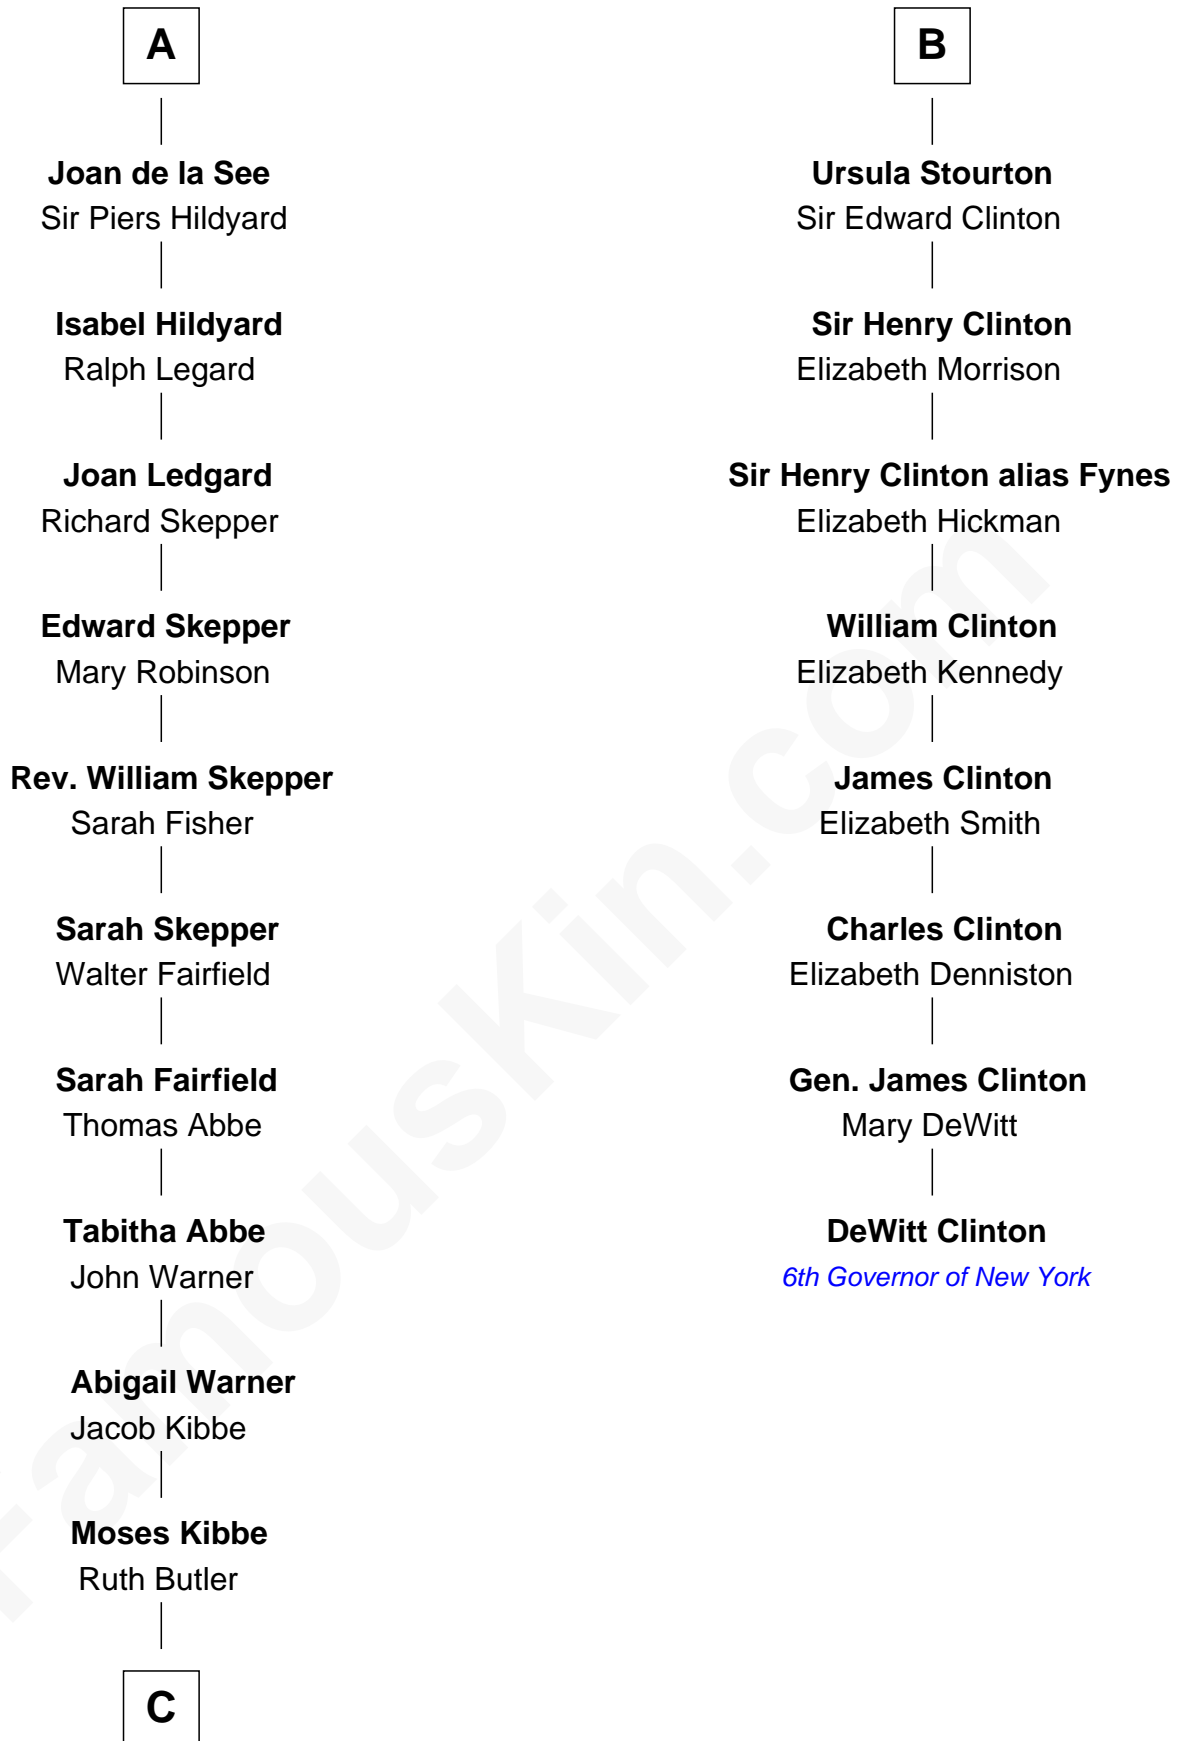 A
Joan de la See
Sir Piers Hildyard
Isabel Hildyard
Ralph Legard
Joan Ledgard
Richard Skepper
Edward Skepper
Mary Robinson
Rev. William Skepper
Sarah Fisher
Sarah Skepper
Walter Fairfield
Sarah Fairfield
Thomas Abbe
Tabitha Abbe
John Warner
Abigail Warner
Jacob Kibbe
Moses Kibbe
Ruth Butler
C
B
Ursula Stourton
Sir Edward Clinton
Sir Henry Clinton
Elizabeth Morrison
Sir Henry Clinton alias Fynes
Elizabeth Hickman
William Clinton
Elizabeth Kennedy
James Clinton
Elizabeth Smith
Charles Clinton
Elizabeth Denniston
Gen. James Clinton
Mary DeWitt
DeWitt Clinton
6th Governor of New York
FamousKin.com